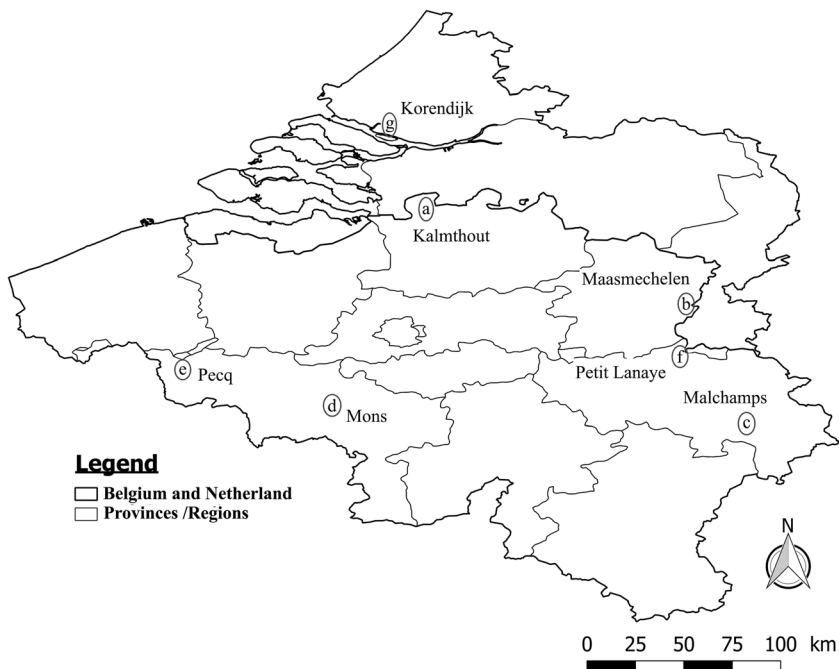 Korendijk
g
a
Kalmthout
Maasmechelen
b
e
Pecq
f
Petit Lanaye
Malchamps
c
d
Mons
Legend
Belgium and Netherland
Provinces /Regions
N
0 25 50 75 100 km